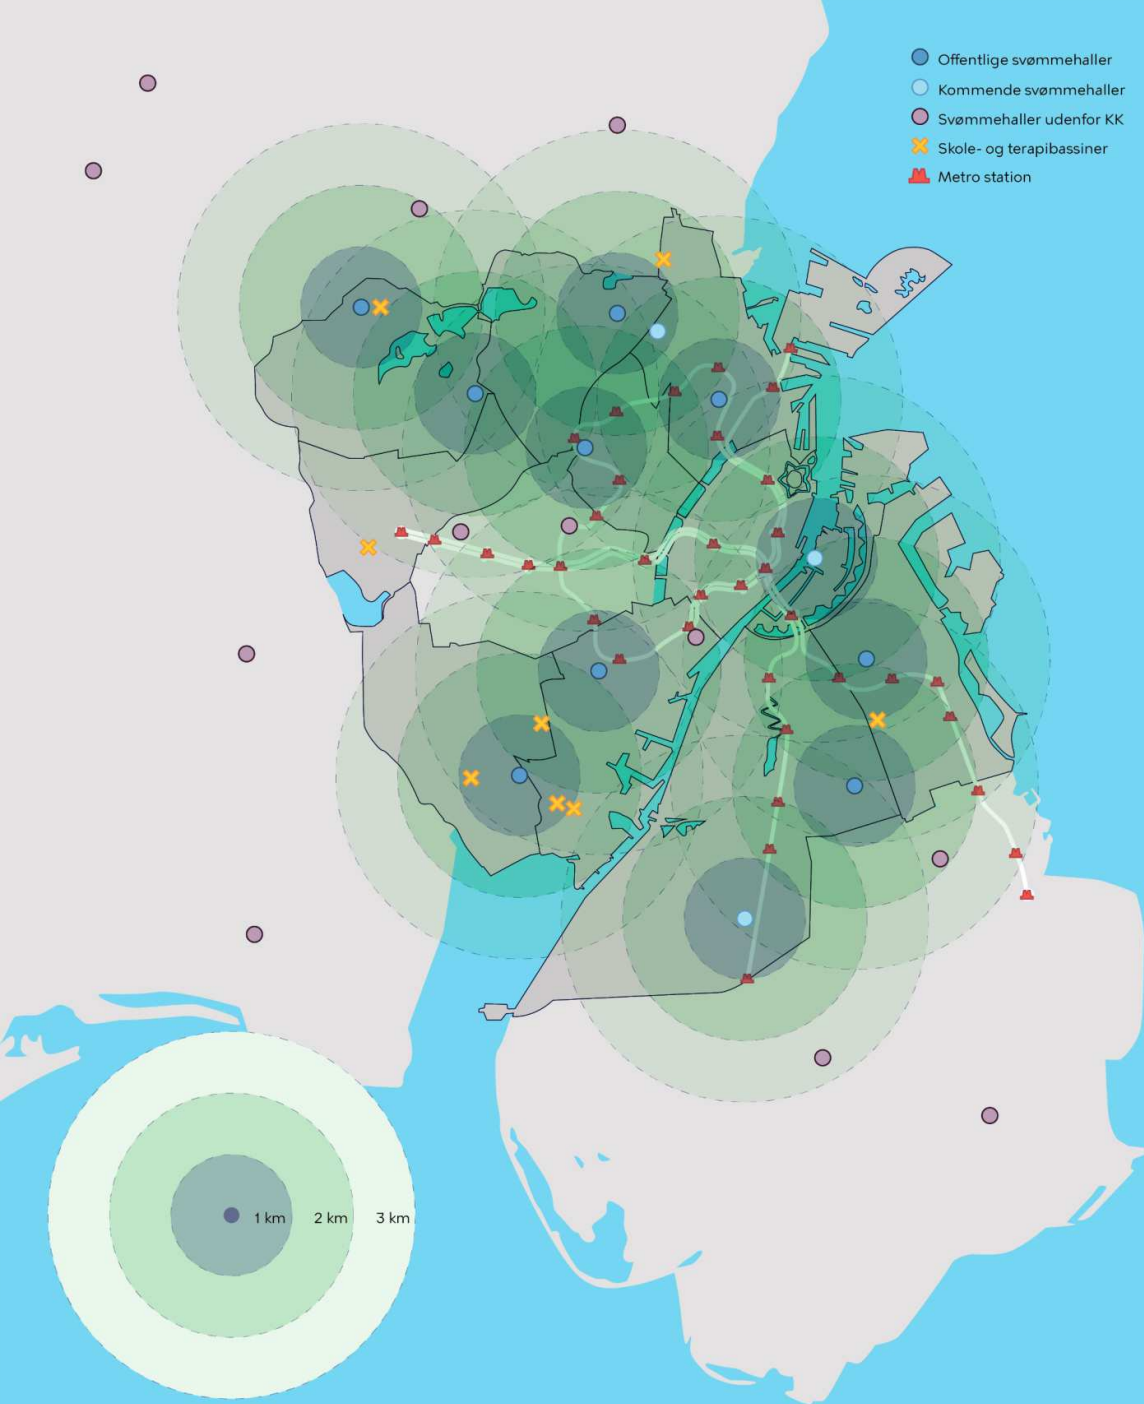 Offentlige svømmehaller
Kommende svømmehaller
Svømmehaller udenfor KK
Skole- og terapibassiner
Metro station
1 km 2 km 3 km